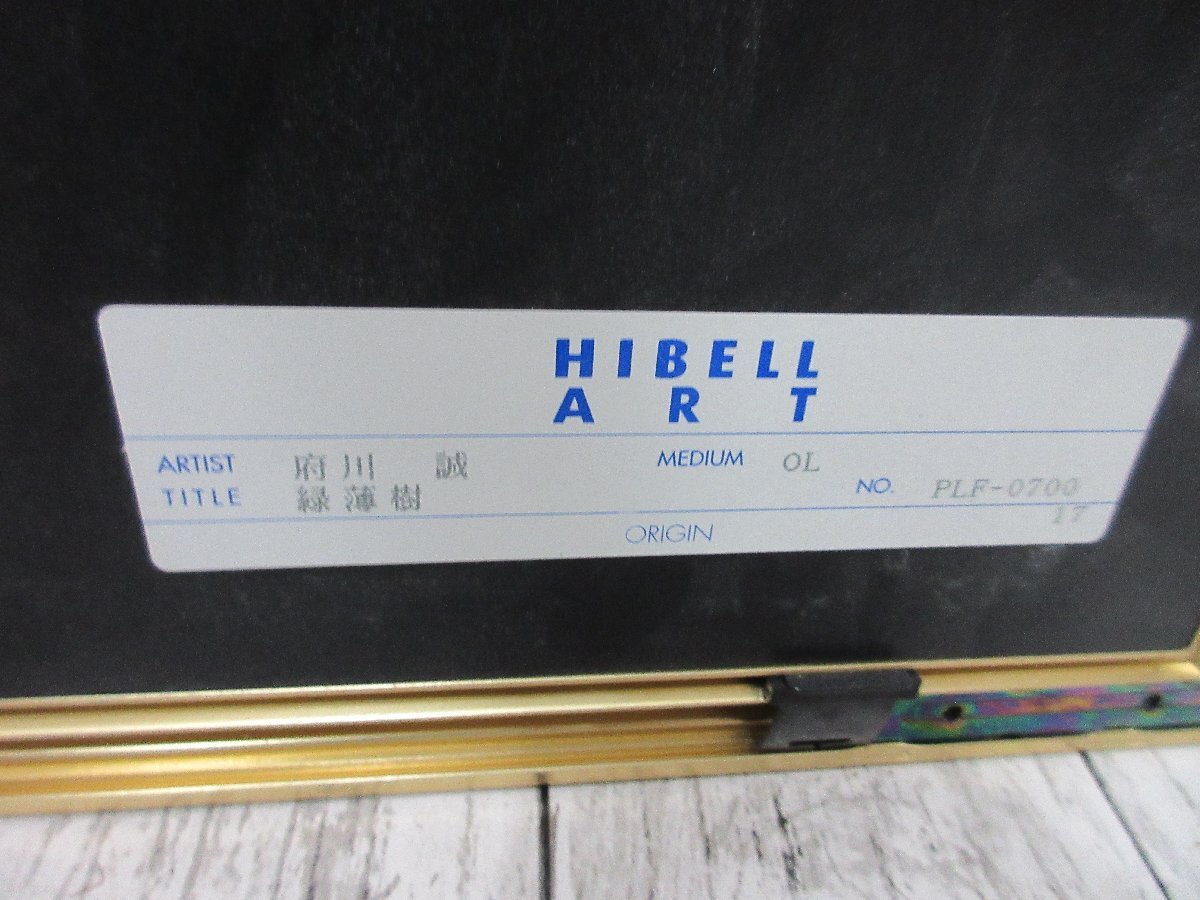 HIBELL
ART
ARTIST 府川 誠 MEDIUM OL
TITLE 緑薄樹 NO. PLF-0700
17
ORIGIN